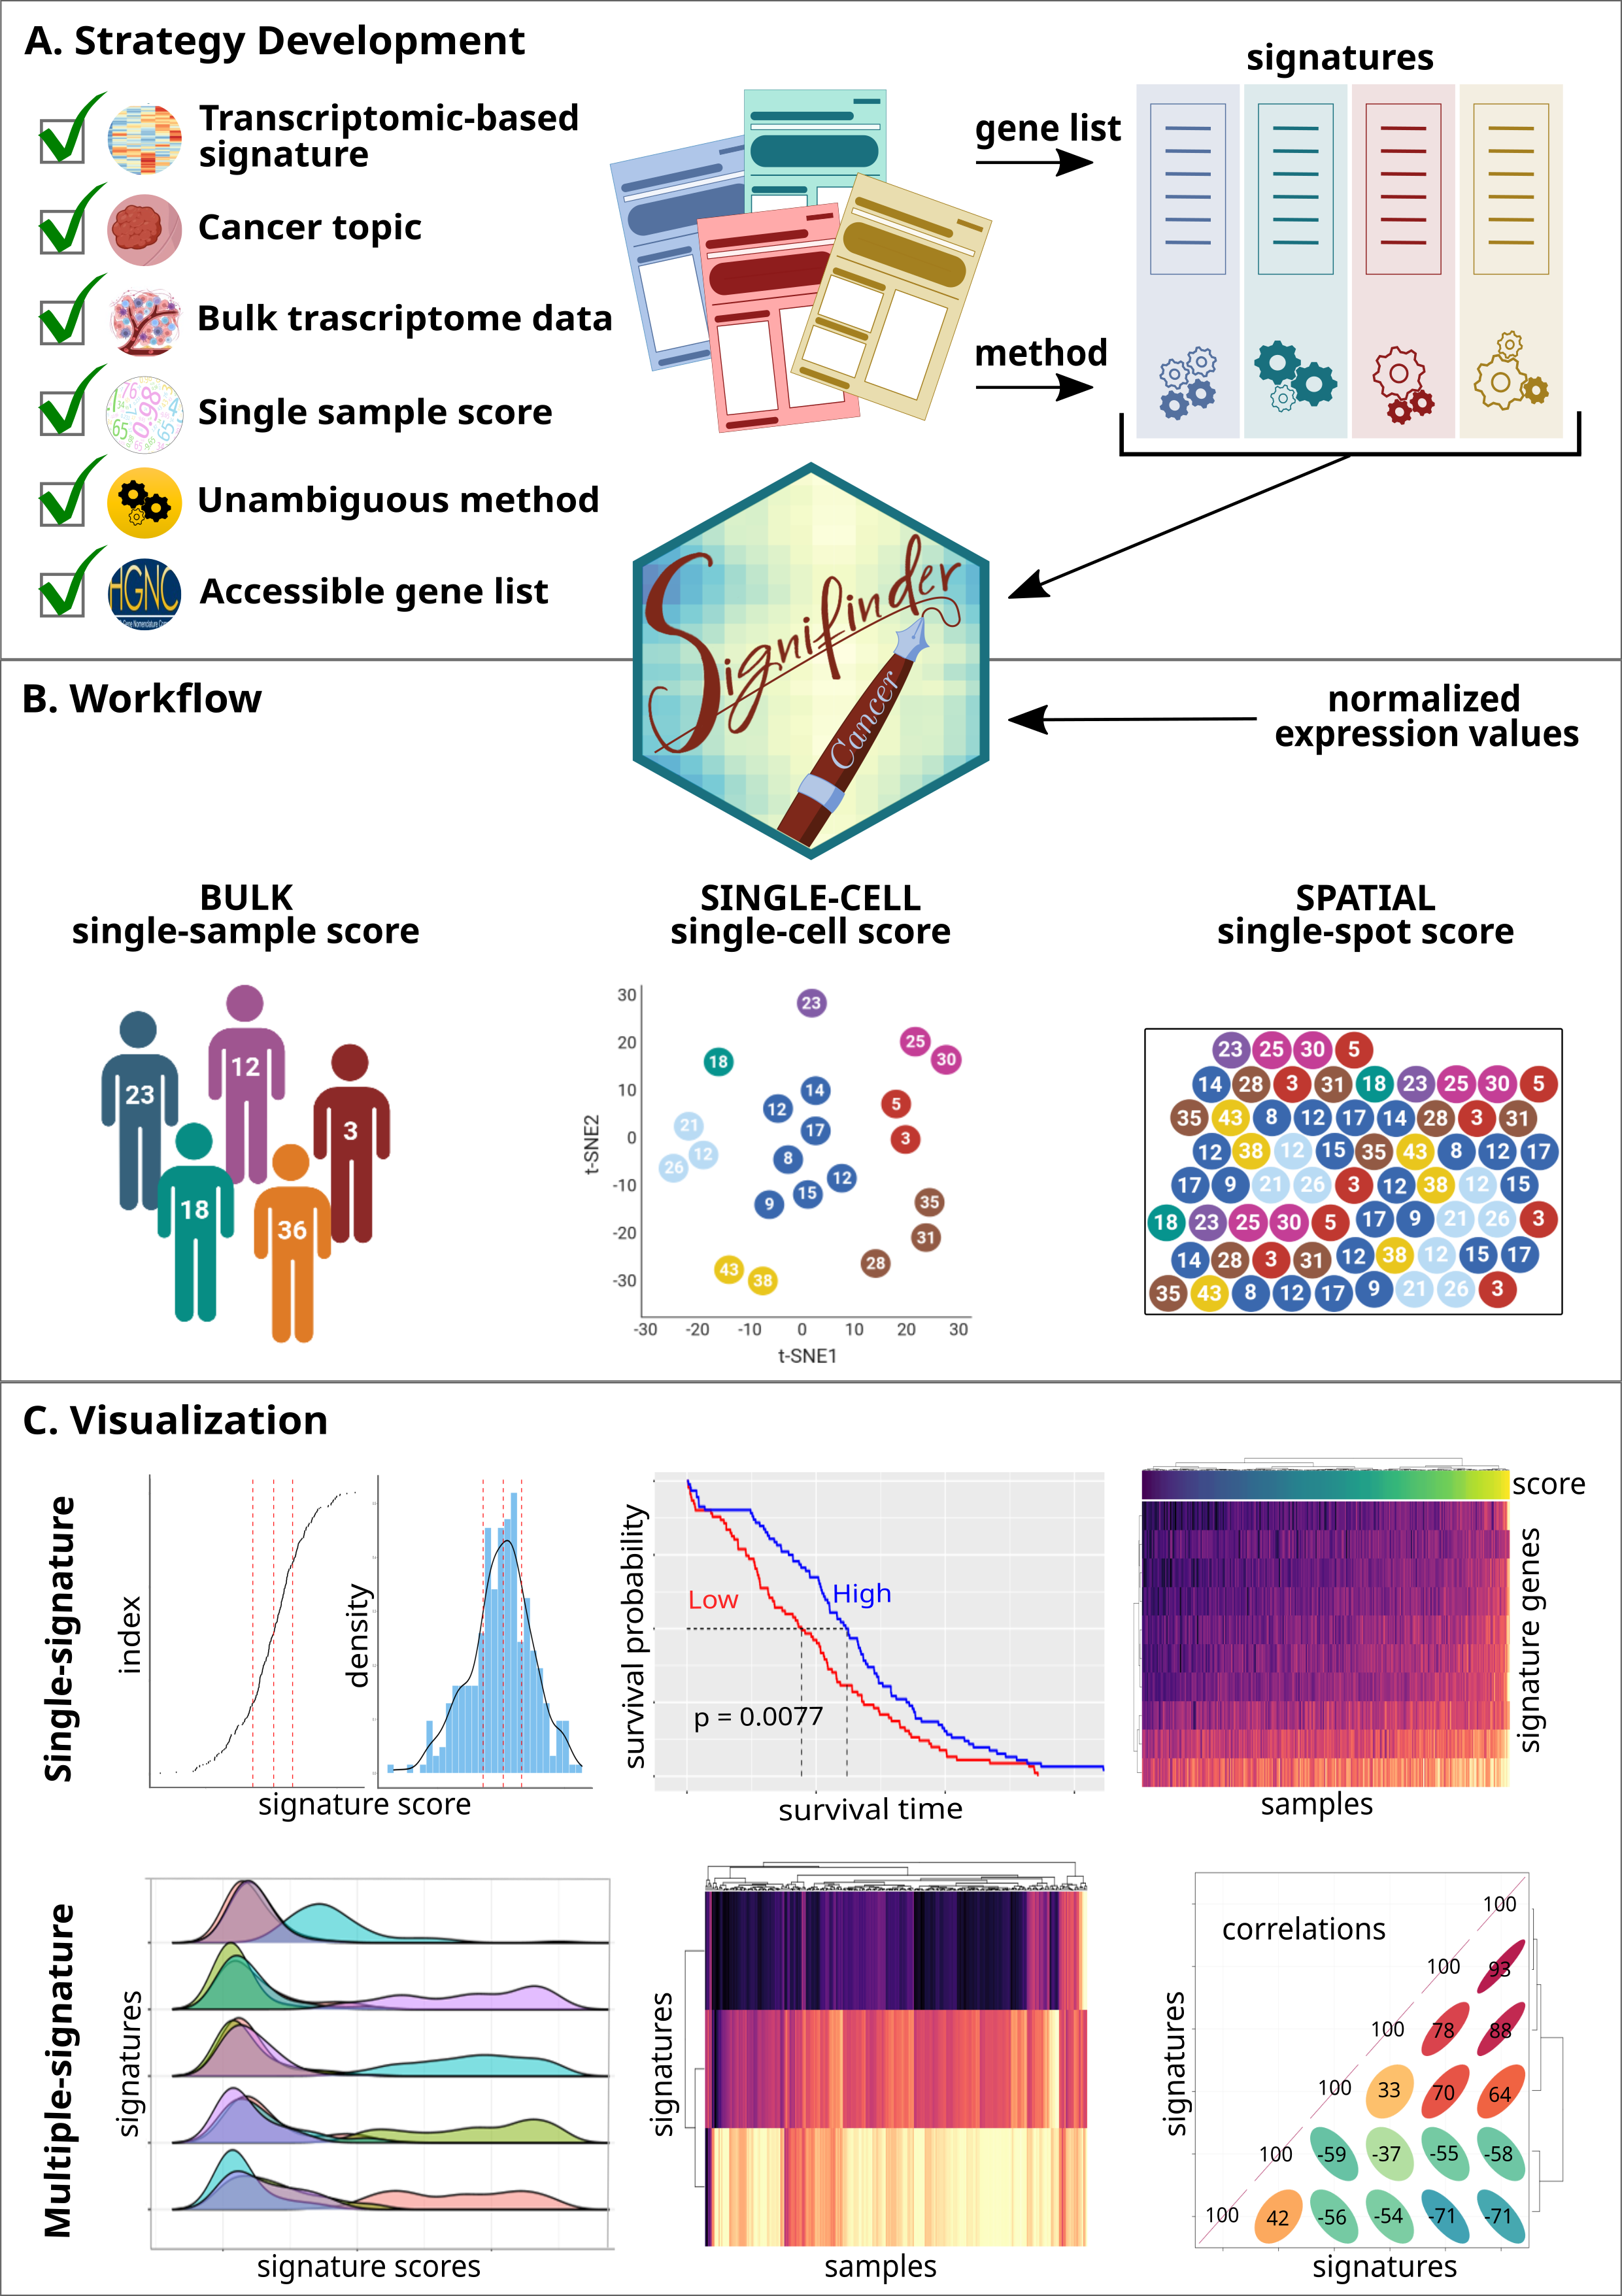 A. Strategy Development
Transcriptomic-based
signature
Cancer topic
Bulk trascriptome data
Single sample score
Unambiguous method
HGNC
Accessible gene list
gene list
method
signatures
Signifinder
Cancer
B. Workflow
normalized
expression values
BULK
single-sample score
23
12
3
18
36
SINGLE-CELL
single-cell score
t-SNE2
30
20
10
0
-10
-20
-30
23
25
30
18
14
12
5
21
17
3
12
26
8
12
15
9
35
31
28
43
38
-30 -20 -10 0 10 20 30
t-SNE1
SPATIAL
single-spot score
23 25 30 5
14 28 3 31 18 23 25 30 5
35 43 8 12 17 14 28 3 31
12 38 12 15 35 43 8 12 17
17 9 21 26 3 12 38 12 15
18 23 25 30 5 17 9 21 26 3
14 28 3 31 12 38 12 15 17
35 43 8 12 17 9 21 26 3
C. Visualization
Single-signature
index
density
signature score
survival probability
Low
High
p = 0.0077
survival time
score
signature genes
samples
Multiple-signature
signatures
signature scores
signatures
samples
correlations
signatures
100
100 93
100 78 88
100 33 70 64
100 -59 -37 -55 -58
100 42 -56 -54 -71 -71
signatures